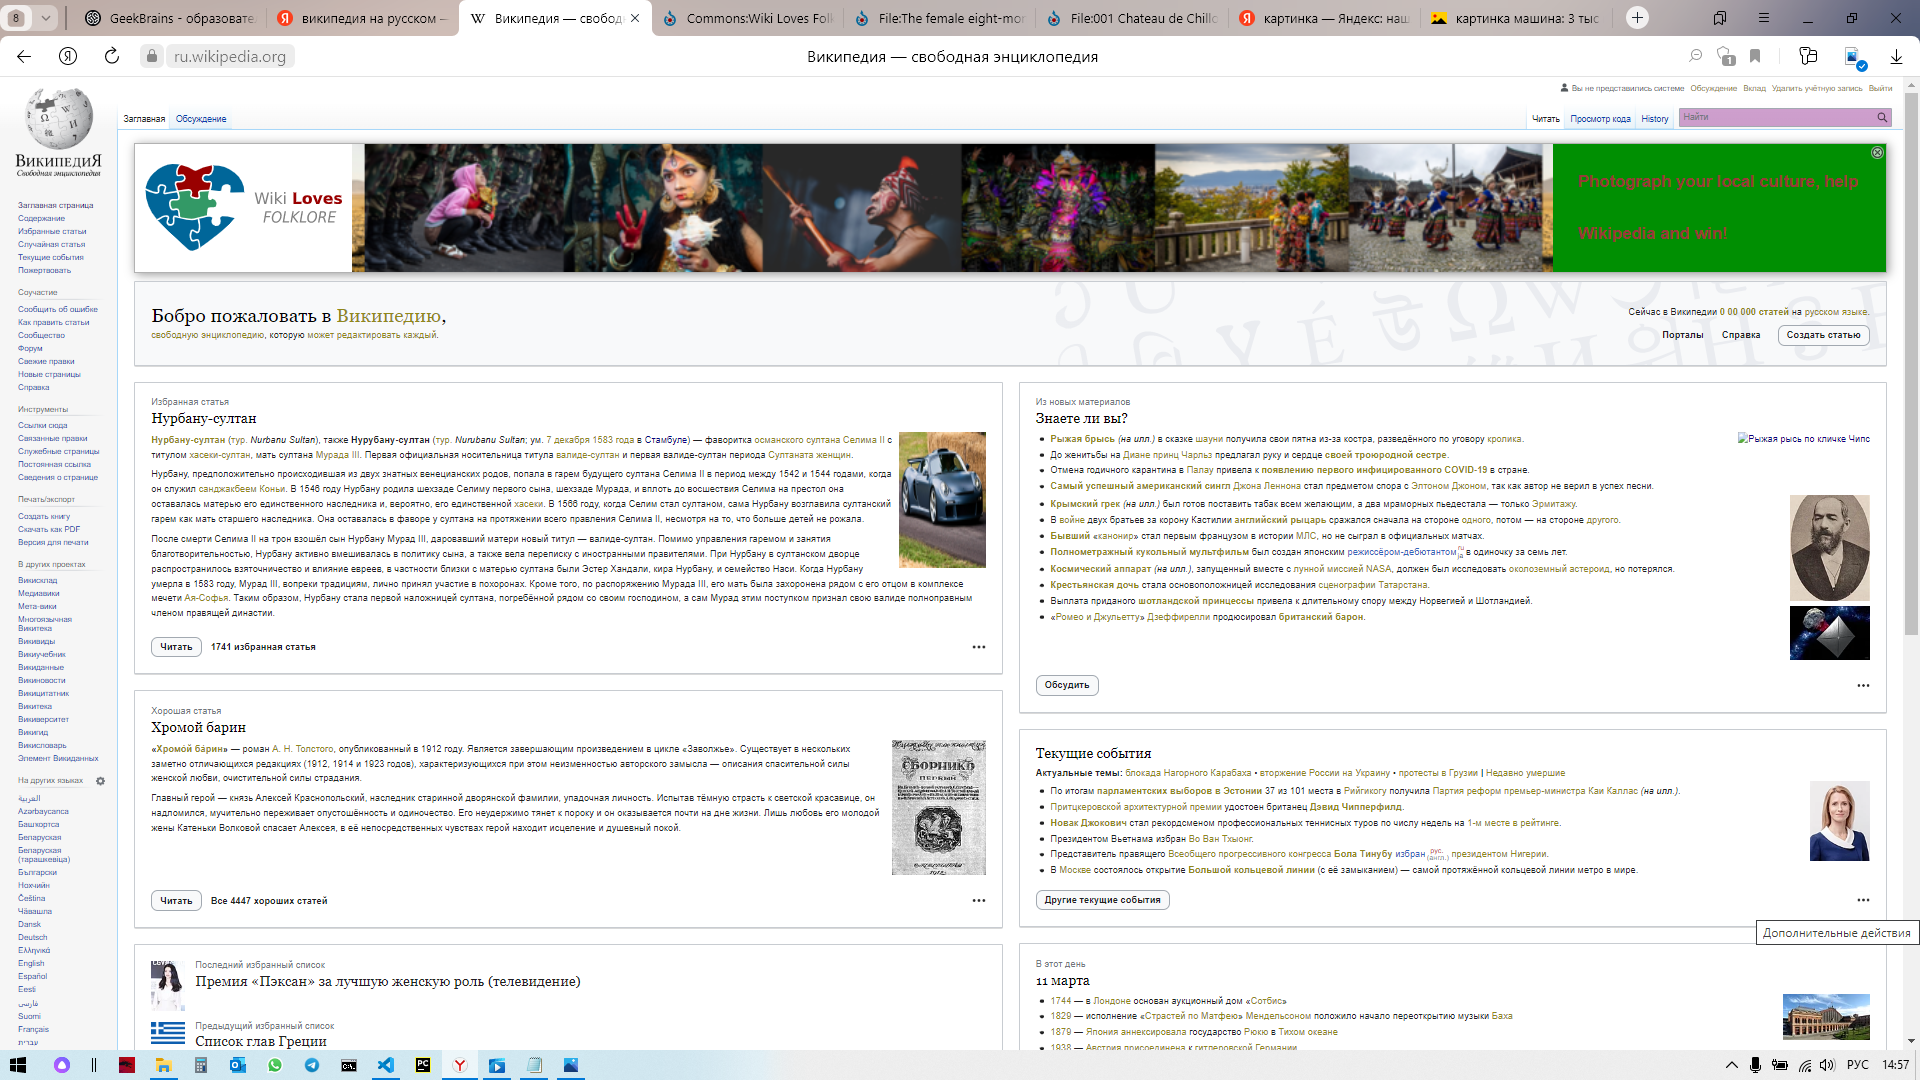 8
GeekBrains - образовате
википедия на русском —
Википедия — свобод
Commons:Wiki Loves Folk
File:The female eight-mor
File:001 Chateau de Chillo
картинка — Яндекс: наш
картинка машина: 3 тыс
ru.wikipedia.org
Википедия — свободная энциклопедия
1
ВикипедиЯ
Свободная энциклопедия
Вы не представились системе Обсуждение Вклад Удалить учётную запись Выйти
Заглавная Обсуждение
Читать Просмотр кода History Найти
Заглавная страница
Содержание
Избранные статьи
Случайная статья
Текущие события
Пожертвовать
Соучастие
Сообщить об ошибке
Как править статьи
Сообщество
Форум
Свежие правки
Новые страницы
Справка
Инструменты
Ссылки сюда
Связанные правки
Служебные страницы
Постоянная ссылка
Сведения о странице
Печать/экспорт
Создать книгу
Скачать как PDF
Версия для печати
В других проектах
Викисклад
Медиавики
Мета-вики
Многоязычная
Викитека
Викивиды
Викиучебник
Викиданные
Викиновости
Викицитатник
Викитека
Викиверситет
Викигид
Викисловарь
Элемент Викиданных
На других языках
العربية
Azərbaycanca
Башҡортса
Беларуская
Беларуская
(тарашкевіца)
Български
Нохчийн
Čeština
Чӑвашла
Dansk
Deutsch
Ελληνικά
English
Español
Eesti
فارسی
Suomi
Français
עברית
Wiki Loves
FOLKLORE
Photograph your local culture, help
Wikipedia and win!
Бобро пожаловать в Википедию,
свободную энциклопедию, которую может редактировать каждый.
Сейчас в Википедии 0 00 000 статей на русском языке.
Порталы Справка Создать статью
Избранная статья
Нурбану-султан
Нурбану-султан (тур. Nurbanu Sultan), также Нурубану-султан (тур. Nurubanu Sultan; ум. 7 декабря 1583 года в Стамбуле) — фаворитка османского султана Селима II с
титулом хасеки-султан, мать султана Мурада III. Первая официальная носительница титула валиде-султан и первая валиде-султан периода Султаната женщин.
Нурбану, предположительно происходившая из двух знатных венецианских родов, попала в гарем будущего султана Селима II в период между 1542 и 1544 годами, когда
он служил санджакбеем Коньи. В 1546 году Нурбану родила шехзаде Селиму первого сына, шехзаде Мурада, и вплоть до восшествия Селима на престол она
оставалась матерью его единственного наследника и, вероятно, его единственной хасеки. В 1566 году, когда Селим стал султаном, сама Нурбану возглавила султанский
гарем как мать старшего наследника. Она оставалась в фаворе у султана на протяжении всего правления Селима II, несмотря на то, что больше детей не рожала.
После смерти Селима II на трон взошёл сын Нурбану Мурад III, даровавший матери новый титул — валиде-султан. Помимо управления гаремом и занятия
благотворительностью, Нурбану активно вмешивалась в политику сына, а также вела переписку с иностранными правителями. При Нурбану в султанском дворце
распространилось взяточничество и влияние евреев, в частности близки с матерью султана были Эстер Хандали, кира Нурбану, и семейство Наси. Когда Нурбану
умерла в 1583 году, Мурад III, вопреки традициям, лично принял участие в похоронах. Кроме того, по распоряжению Мурада III, его мать была захоронена рядом с его отцом в комплексе
мечети Ая-Софья. Таким образом, Нурбану стала первой наложницей султана, погребённой рядом со своим господином, а сам Мурад этим поступком признал свою валиде полноправным
членом правящей династии.
Читать 1741 избранная статья
Хорошая статья
Хромой барин
«Хромо́й ба́рин» — роман А. Н. Толстого, опубликованный в 1912 году. Является завершающим произведением в цикле «Заволжье». Существует в нескольких
заметно отличающихся редакциях (1912, 1914 и 1923 годов), характеризующихся при этом неизменностью авторского замысла — описания спасительной силы
женской любви, очистительной силы страдания.
Главный герой — князь Алексей Краснопольский, наследник старинной дворянской фамилии, упадочная личность. Испытав тёмную страсть к светской красавице, он
надломился, мучительно переживает опустошённость и одиночество. Его неудержимо тянет к пороку и он оказывается почти на дне жизни. Лишь любовь его молодой
жены Катеньки Волковой спасает Алексея, в её непосредственных чувствах герой находит исцеление и душевный покой.
СБОРНИКЪ
ПЕРВЫЙ
Читать Все 4447 хороших статей
Последний избранный список
Премия «Пэксан» за лучшую женскую роль (телевидение)
Предыдущий избранный список
Список глав Греции
Из новых материалов
Знаете ли вы?
Рыжая брысь (на илл.) в сказке шауни получила свои пятна из-за костра, разведённого по уговору кролика.
Рыжая рысь по кличке Чипс
До женитьбы на Диане принц Чарльз предлагал руку и сердце своей троюродной сестре.
Отмена годичного карантина в Палау привела к появлению первого инфицированного COVID-19 в стране.
Самый успешный американский сингл Джона Леннона стал предметом спора с Элтоном Джоном, так как автор не верил в успех песни.
Крымский грек (на илл.) был готов поставить табак всем желающим, а два мраморных пьедестала — только Эрмитажу.
В войне двух братьев за корону Кастилии английский рыцарь сражался сначала на стороне одного, потом — на стороне другого.
Бывший «канонир» стал первым французом в истории МЛС, но не сыграл в официальных матчах.
Полнометражный кукольный мультфильм был создан японским режиссёром-дебютантом ru ja в одиночку за семь лет.
Космический аппарат (на илл.), запущенный вместе с лунной миссией NASA, должен был исследовать околоземный астероид, но потерялся.
Крестьянская дочь стала основоположницей исследования сценографии Татарстана.
Выплата приданого шотландской принцессы привела к длительному спору между Норвегией и Шотландией.
«Ромео и Джульетту» Дзеффирелли продюсировал британский барон.
Обсудить
Текущие события
Актуальные темы: блокада Нагорного Карабаха • вторжение России на Украину • протесты в Грузии | Недавно умершие
По итогам парламентских выборов в Эстонии 37 из 101 места в Рийгикогу получила Партия реформ премьер-министра Каи Каллас (на илл.).
Притцкеровской архитектурной премии удостоен британец Дэвид Чипперфилд.
Новак Джокович стал рекордсменом профессиональных теннисных туров по числу недель на 1-м месте в рейтинге.
Президентом Вьетнама избран Во Ван Тхыонг.
Представитель правящего Всеобщего прогрессивного конгресса Бола Тинубу избран рус. (англ.) президентом Нигерии.
В Москве состоялось открытие Большой кольцевой линии (с её замыканием) — самой протяжённой кольцевой линии метро в мире.
Другие текущие события
Дополнительные действия
В этот день
11 марта
1744 — в Лондоне основан аукционный дом «Сотбис»
1829 — исполнение «Страстей по Матфею» Мендельсоном положило начало переоткрытию музыки Баха
1879 — Япония аннексировала государство Рюкю в Тихом океане
1938 — Австрия присоединена к гитлеровской Германии
РУС 14:57